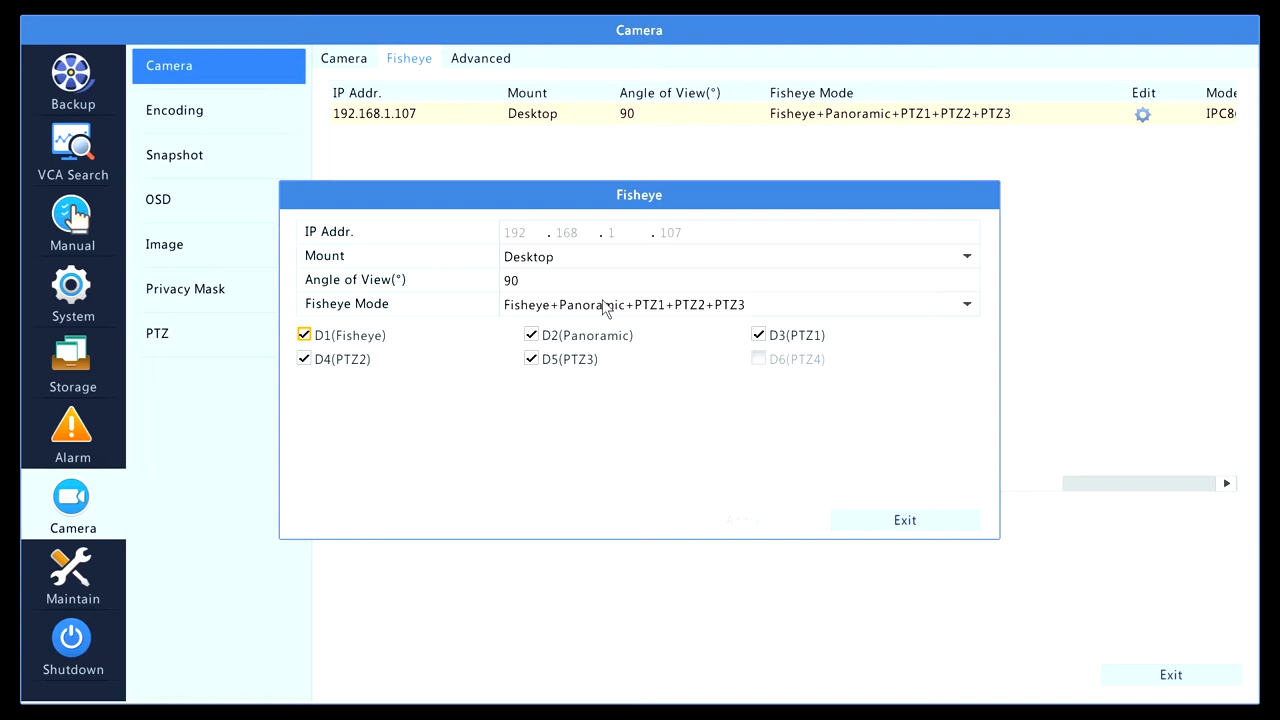 Camera
Backup
VCA Search
Manual
System
Storage
Alarm
Camera
Maintain
Shutdown
Camera
Encoding
Snapshot
OSD
Image
Privacy Mask
PTZ
Camera Fisheye Advanced
IP Addr. Mount Angle of View(°) Fisheye Mode Edit
192.168.1.107 Desktop 90 Fisheye+Panoramic+PTZ1+PTZ2+PTZ3
Fisheye
IP Addr. 192 . 168 . 1 . 107
Mount Desktop
Angle of View(°) 90
Fisheye Mode Fisheye+Panoramic+PTZ1+PTZ2+PTZ3
D1(Fisheye) D2(Panoramic) D3(PTZ1)
D4(PTZ2) D5(PTZ3) D6(PTZ4)
Exit
Exit